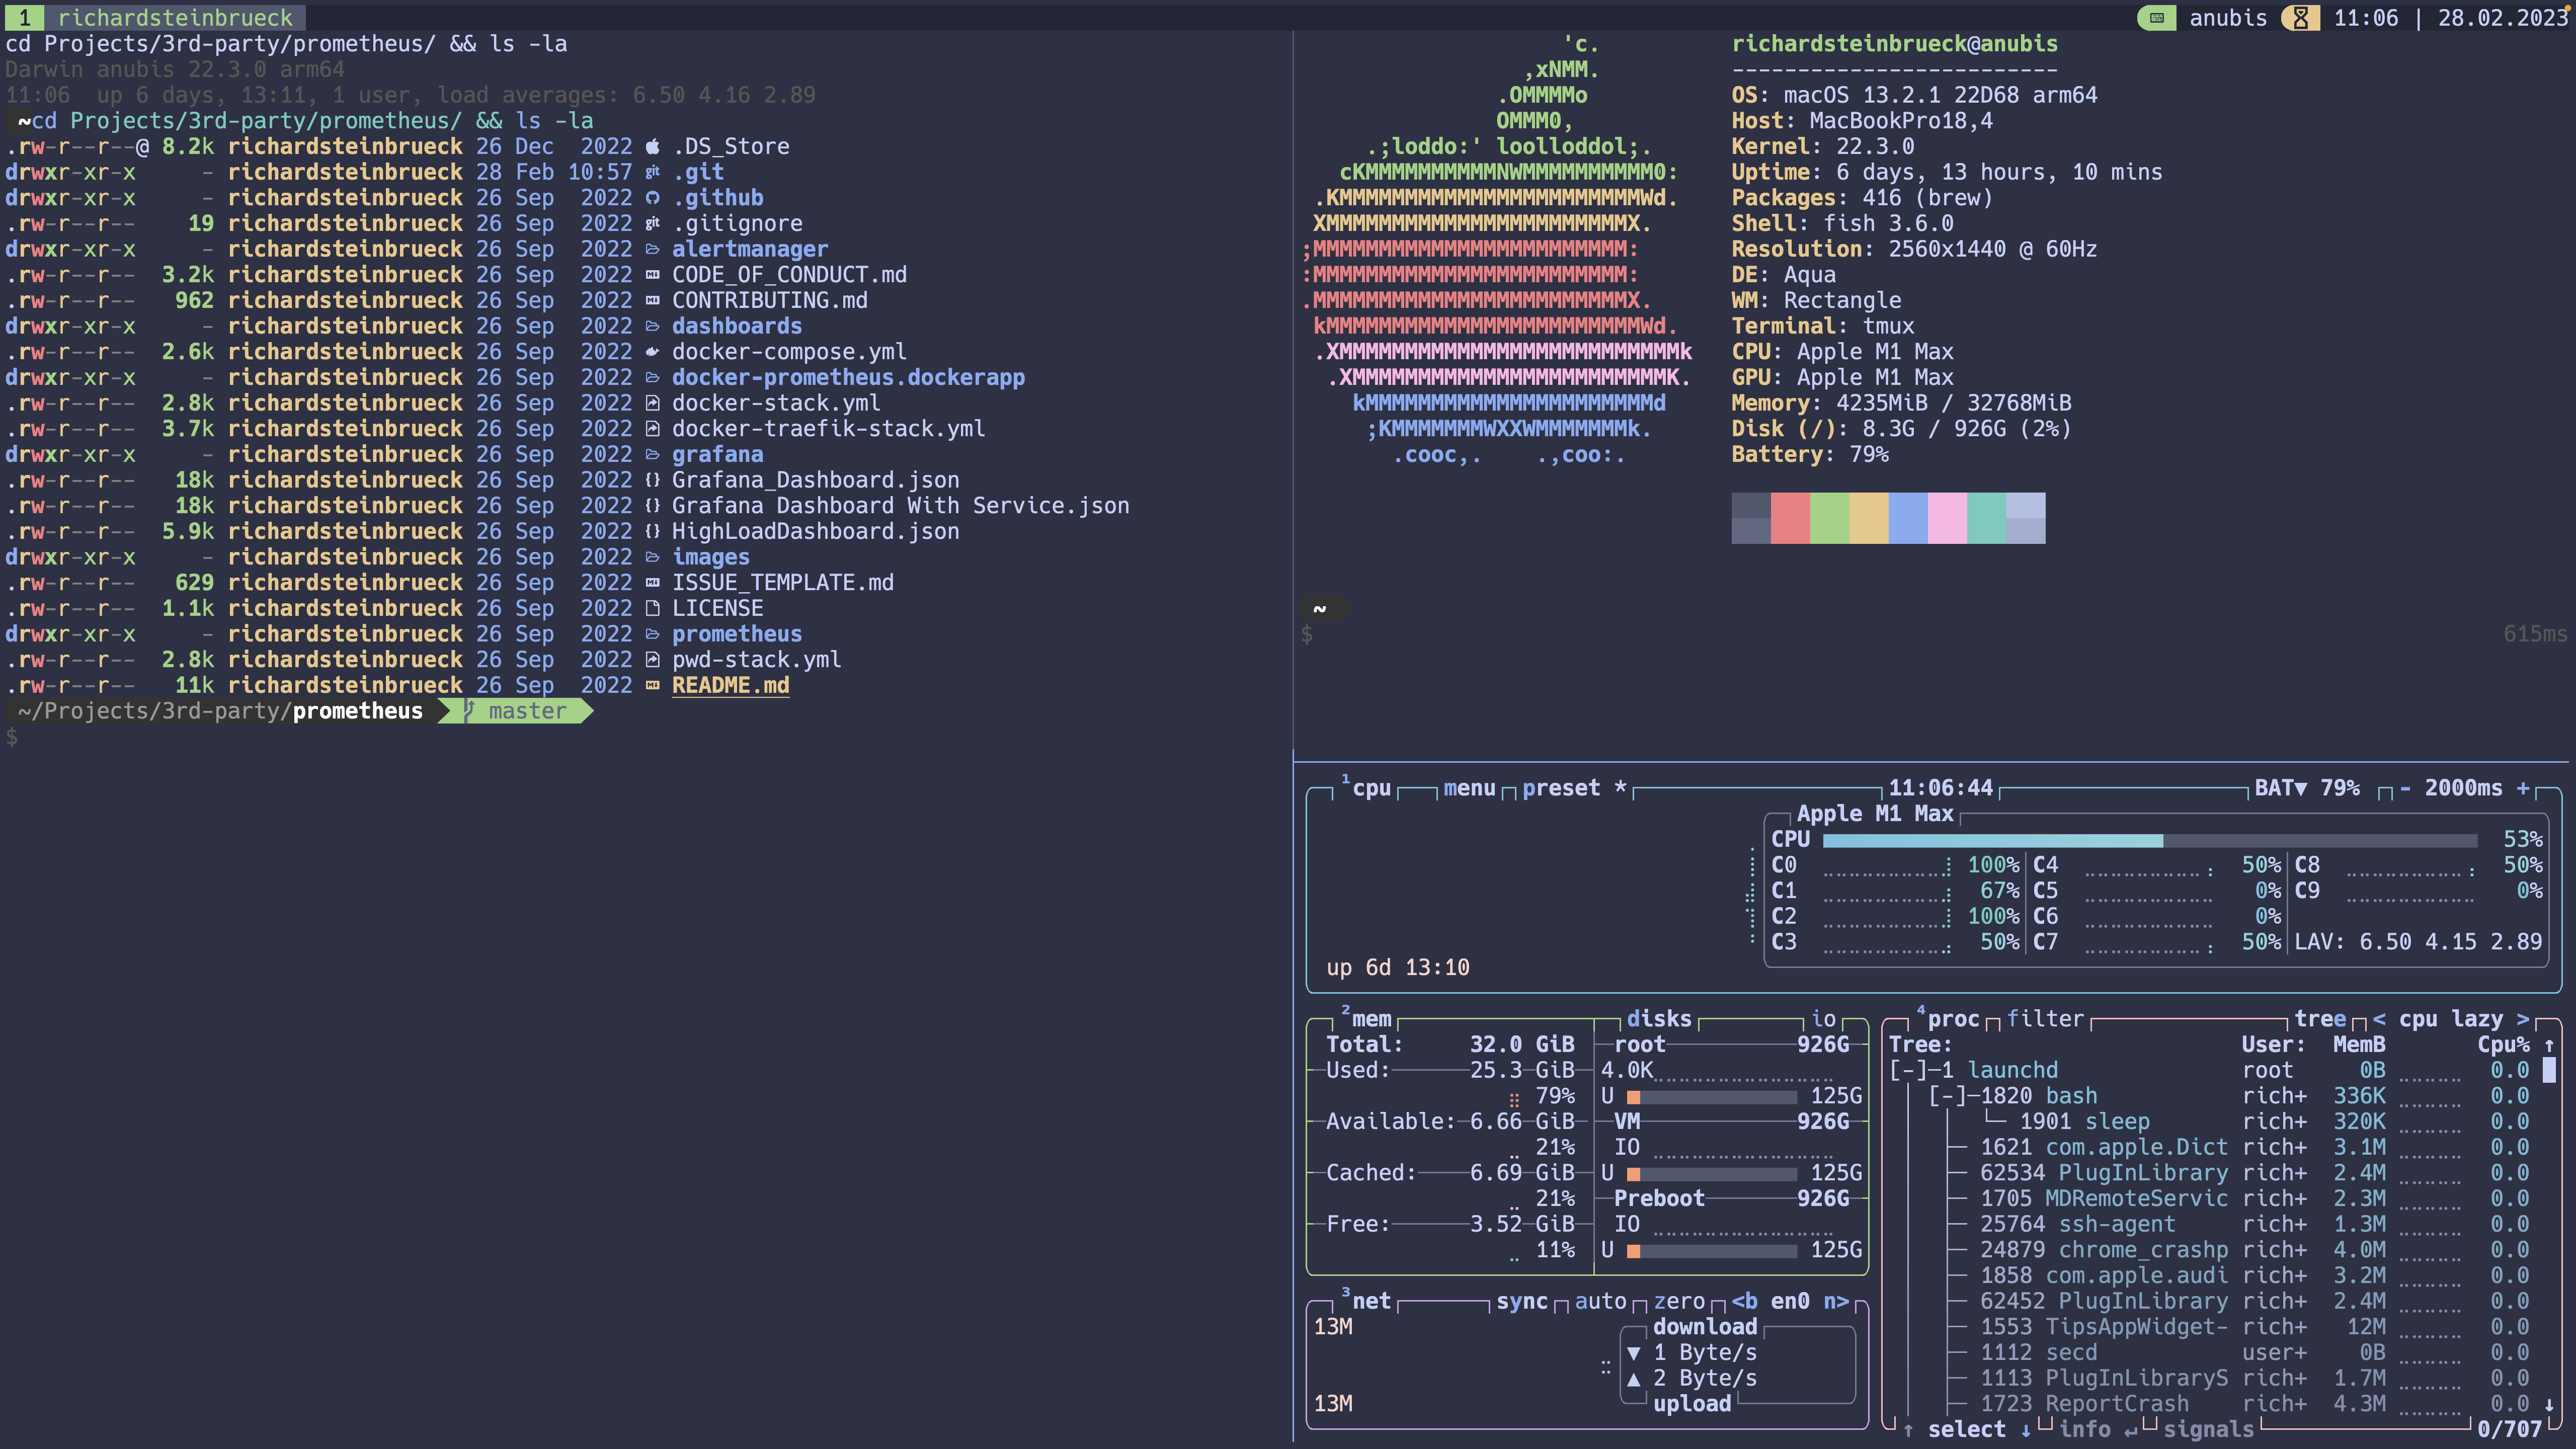 1 richardsteinbrueck
anubis 11:06 | 28.02.2023
cd Projects/3rd-party/prometheus/ && ls -la
Darwin anubis 22.3.0 arm64
11:06  up 6 days, 13:11, 1 user, load averages: 6.50 4.16 2.89
~cd Projects/3rd-party/prometheus/ && ls -la
.rw-r--r--@ 8.2k richardsteinbrueck 26 Dec  2022 .DS_Store
drwxr-xr-x     - richardsteinbrueck 28 Feb 10:57 git .git
drwxr-xr-x     - richardsteinbrueck 26 Sep  2022 .github
.rw-r--r--    19 richardsteinbrueck 26 Sep  2022 git .gitignore
drwxr-xr-x     - richardsteinbrueck 26 Sep  2022 alertmanager
.rw-r--r--  3.2k richardsteinbrueck 26 Sep  2022 CODE_OF_CONDUCT.md
.rw-r--r--   962 richardsteinbrueck 26 Sep  2022 CONTRIBUTING.md
drwxr-xr-x     - richardsteinbrueck 26 Sep  2022 dashboards
.rw-r--r--  2.6k richardsteinbrueck 26 Sep  2022 docker-compose.yml
drwxr-xr-x     - richardsteinbrueck 26 Sep  2022 docker-prometheus.dockerapp
.rw-r--r--  2.8k richardsteinbrueck 26 Sep  2022 docker-stack.yml
.rw-r--r--  3.7k richardsteinbrueck 26 Sep  2022 docker-traefik-stack.yml
drwxr-xr-x     - richardsteinbrueck 26 Sep  2022 grafana
.rw-r--r--   18k richardsteinbrueck 26 Sep  2022 {} Grafana_Dashboard.json
.rw-r--r--   18k richardsteinbrueck 26 Sep  2022 {} Grafana Dashboard With Service.json
.rw-r--r--  5.9k richardsteinbrueck 26 Sep  2022 {} HighLoadDashboard.json
drwxr-xr-x     - richardsteinbrueck 26 Sep  2022 images
.rw-r--r--   629 richardsteinbrueck 26 Sep  2022 ISSUE_TEMPLATE.md
.rw-r--r--  1.1k richardsteinbrueck 26 Sep  2022 LICENSE
drwxr-xr-x     - richardsteinbrueck 26 Sep  2022 prometheus
.rw-r--r--  2.8k richardsteinbrueck 26 Sep  2022 pwd-stack.yml
.rw-r--r--   11k richardsteinbrueck 26 Sep  2022 README.md
~/Projects/3rd-party/prometheus master
$
'c.
,xNMM.
.OMMMMo
OMMM0,
.;loddo:' loolloddol;.
cKMMMMMMMMMMNWMMMMMMMMMM0:
.KMMMMMMMMMMMMMMMMMMMMMMMWd.
XMMMMMMMMMMMMMMMMMMMMMMMX.
;MMMMMMMMMMMMMMMMMMMMMMMM:
:MMMMMMMMMMMMMMMMMMMMMMMM:
.MMMMMMMMMMMMMMMMMMMMMMMMX.
kMMMMMMMMMMMMMMMMMMMMMMMMWd.
.XMMMMMMMMMMMMMMMMMMMMMMMMMMk
.XMMMMMMMMMMMMMMMMMMMMMMMMK.
kMMMMMMMMMMMMMMMMMMMMMMd
;KMMMMMMMWXXWMMMMMMMk.
.cooc,.    .,coo:.
richardsteinbrueck@anubis
-------------------------
OS: macOS 13.2.1 22D68 arm64
Host: MacBookPro18,4
Kernel: 22.3.0
Uptime: 6 days, 13 hours, 10 mins
Packages: 416 (brew)
Shell: fish 3.6.0
Resolution: 2560x1440 @ 60Hz
DE: Aqua
WM: Rectangle
Terminal: tmux
CPU: Apple M1 Max
GPU: Apple M1 Max
Memory: 4235MiB / 32768MiB
Disk (/): 8.3G / 926G (2%)
Battery: 79%
~
$ 615ms
¹cpu menu preset * 11:06:44 BAT▼ 79% - 2000ms +
Apple M1 Max
CPU 53%
C0 100% C4 50% C8 50%
C1 67% C5 0% C9 0%
C2 100% C6 0%
C3 50% C7 50% LAV: 6.50 4.15 2.89
up 6d 13:10
²mem
Total: 32.0 GiB
Used: 25.3 GiB
79%
Available: 6.66 GiB
21%
Cached: 6.69 GiB
21%
Free: 3.52 GiB
11%
disks io
root 926G
4.0K
U 125G
VM 926G
IO
U 125G
Preboot 926G
IO
U 125G
³net sync auto zero <b en0 n>
13M
download
▼ 1 Byte/s
▲ 2 Byte/s
13M
upload
⁴proc filter tree < cpu lazy >
Tree: User: MemB Cpu% ↑
[-]─1 launchd root 0B 0.0
[-]─1820 bash rich+ 336K 0.0
1901 sleep rich+ 320K 0.0
1621 com.apple.Dict rich+ 3.1M 0.0
62534 PlugInLibrary rich+ 2.4M 0.0
1705 MDRemoteServic rich+ 2.3M 0.0
25764 ssh-agent rich+ 1.3M 0.0
24879 chrome_crashp rich+ 4.0M 0.0
1858 com.apple.audi rich+ 3.2M 0.0
62452 PlugInLibrary rich+ 2.4M 0.0
1553 TipsAppWidget- rich+ 12M 0.0
1112 secd user+ 0B 0.0
1113 PlugInLibraryS rich+ 1.7M 0.0
1723 ReportCrash rich+ 4.3M 0.0 ↓
↑ select ↓ info ↵ signals 0/707